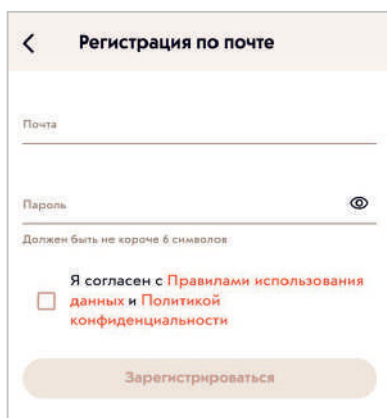 Регистрация по почте
Почта
Пароль
Должен быть не короче 6 символов
Я согласен с Правилами использования
данных и Политикой
конфиденциальности
Зарегистрироваться